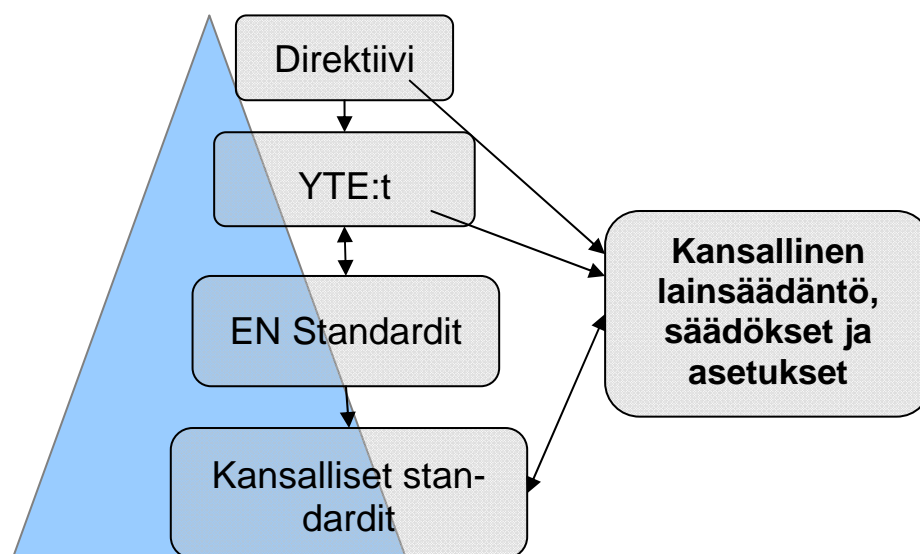 Direktiivi
YTE:t
EN Standardit
Kansalliset stan-
dardit
Kansallinen
lainsäädäntö,
säädökset ja
asetukset